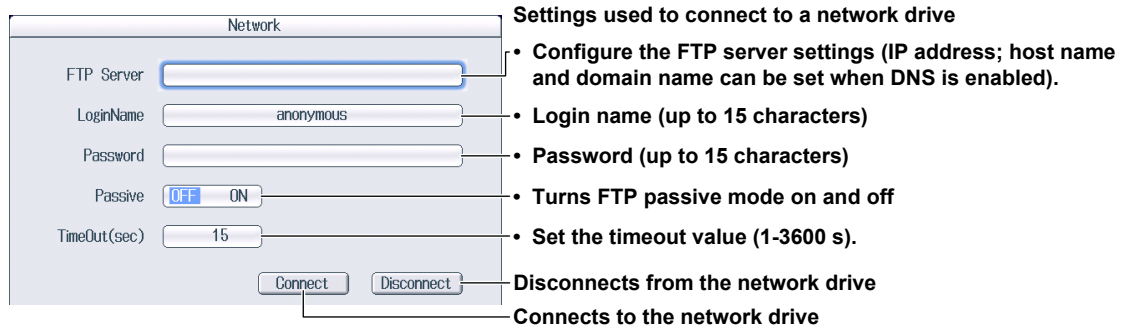 Network
Settings used to connect to a network drive
FTP Server
• Configure the FTP server settings (IP address; host name
and domain name can be set when DNS is enabled).
LoginName
anonymous
• Login name (up to 15 characters)
Password
• Password (up to 15 characters)
Passive
OFF ON
• Turns FTP passive mode on and off
TimeOut(sec)
15
• Set the timeout value (1-3600 s).
Connect
Disconnect
Disconnects from the network drive
Connects to the network drive